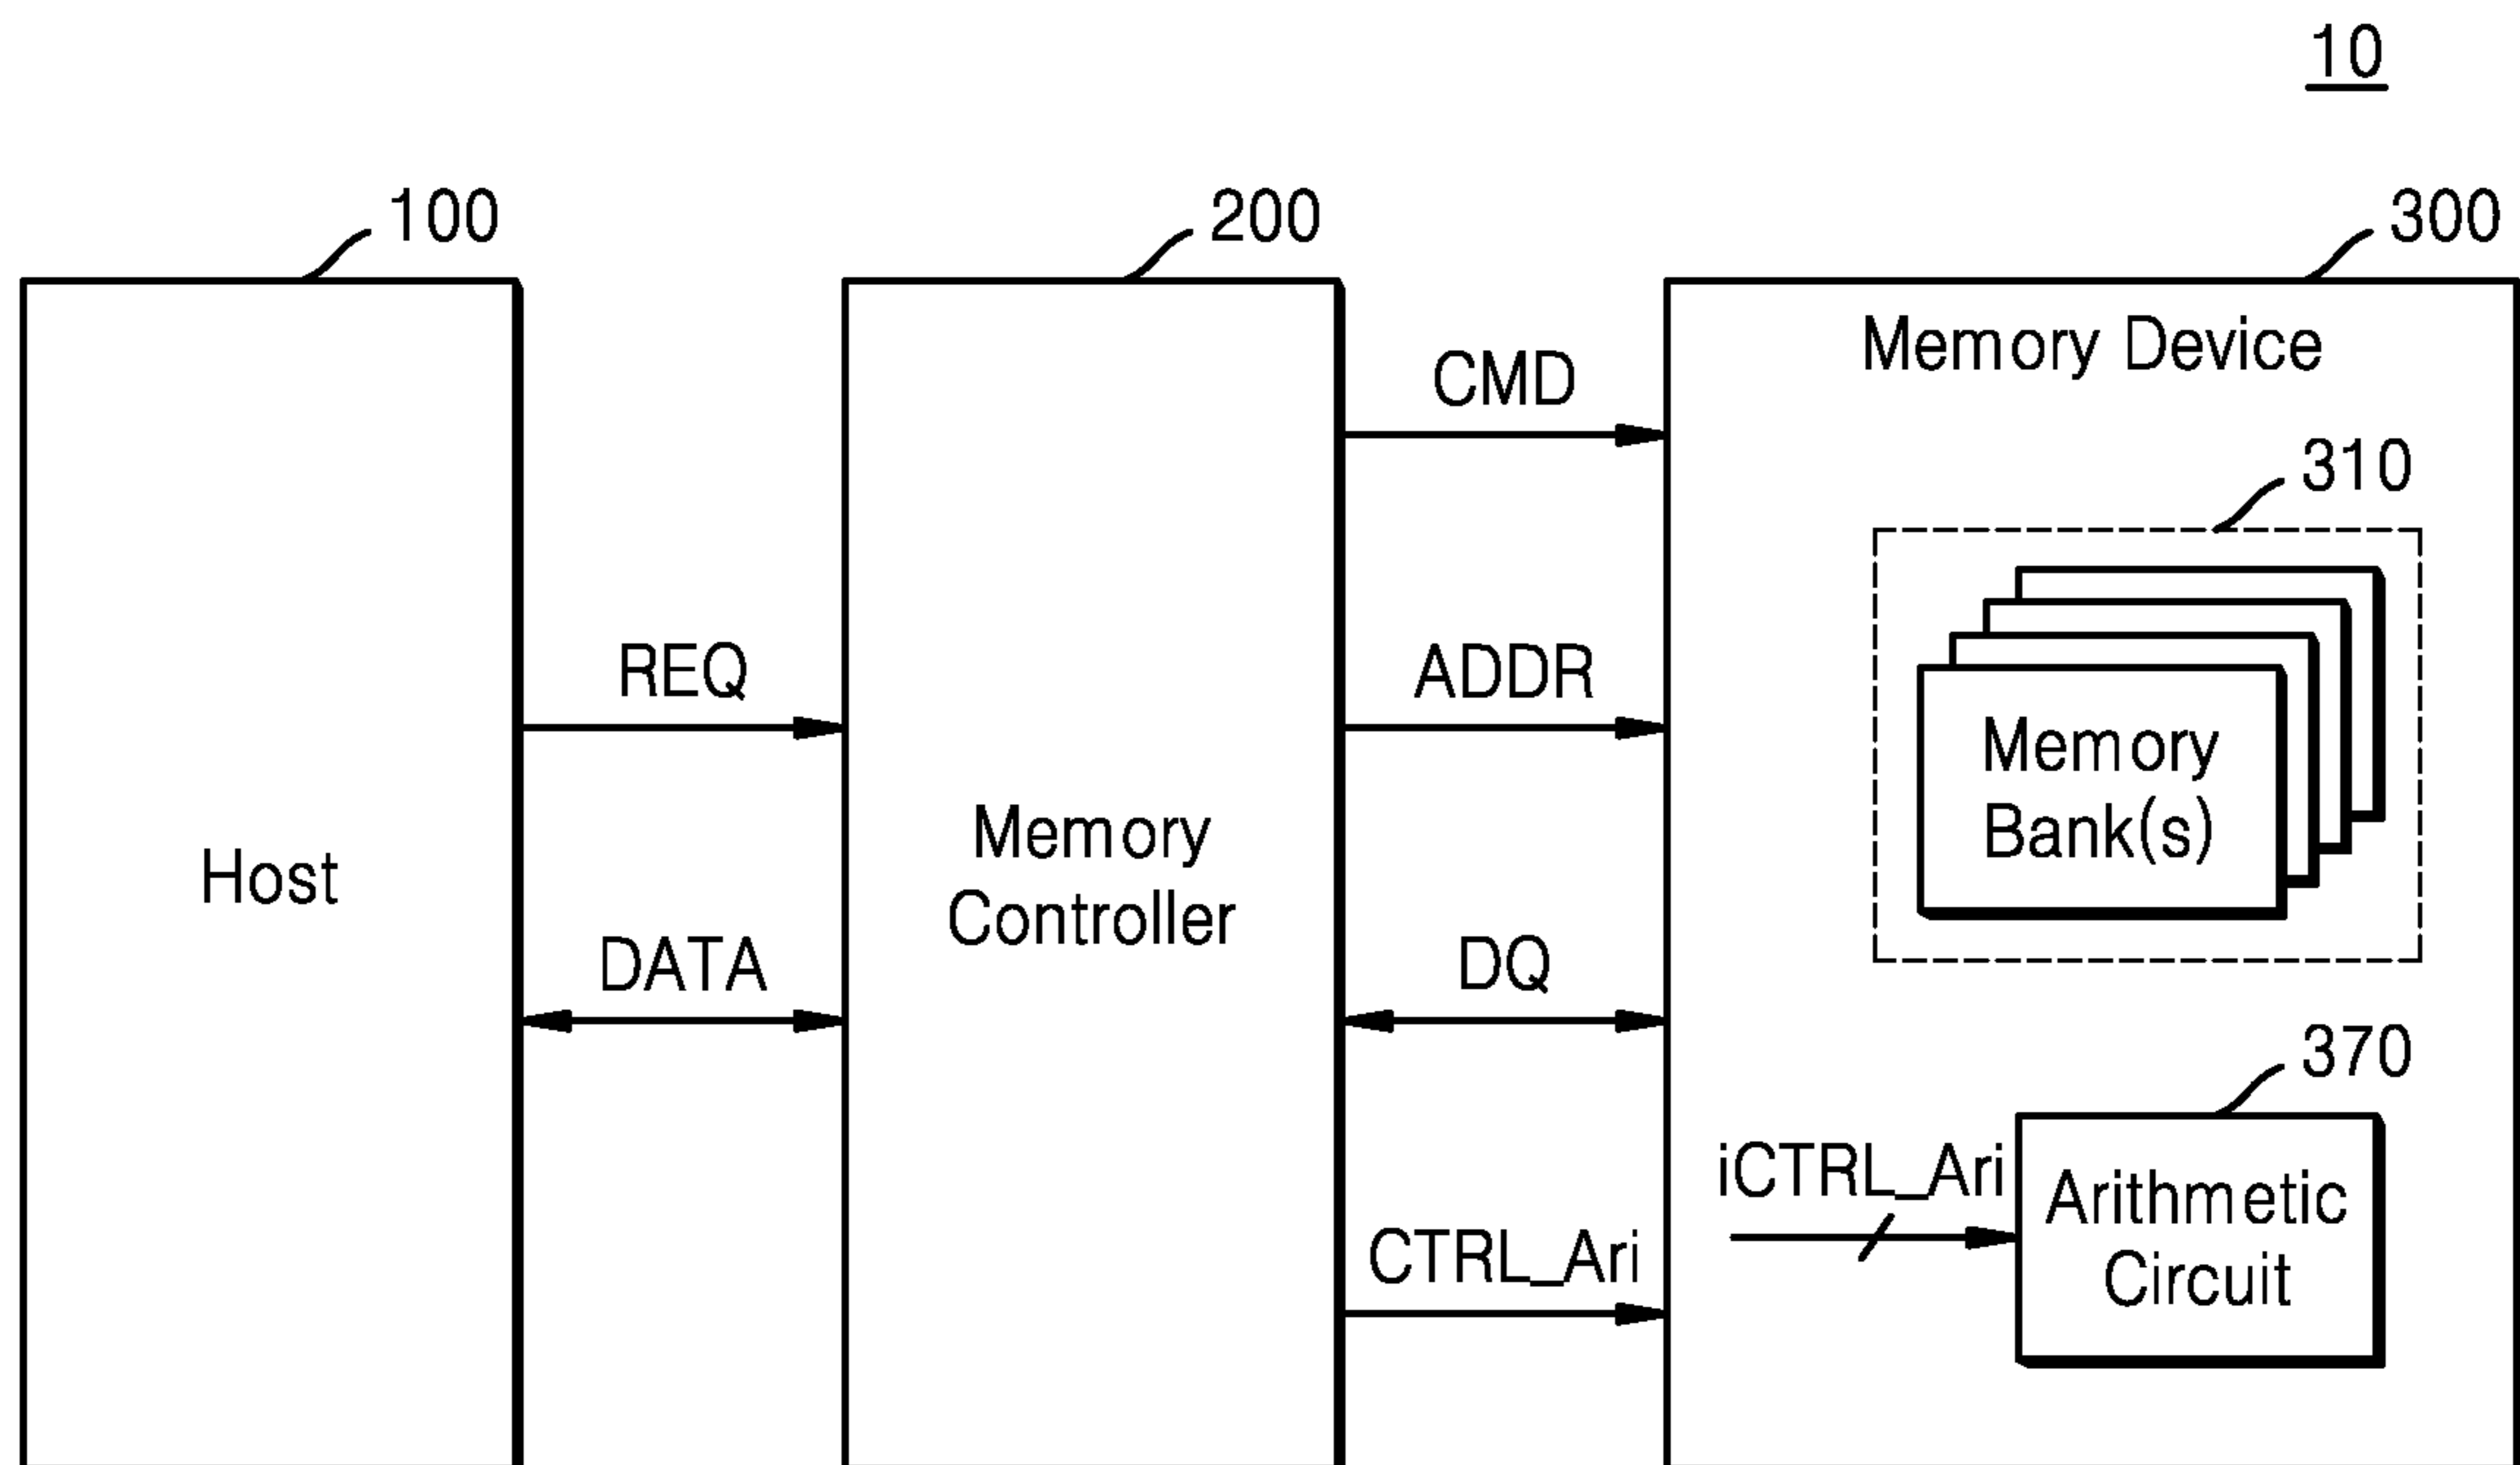 10
100
200
300
Memory Device
CMD
310
REQ
ADDR
Memory
Bank(s)
Memory
Controller
Host
DATA
DQ
370
iCTRL_Ari
Arithmetic
Circuit
CTRL_Ari